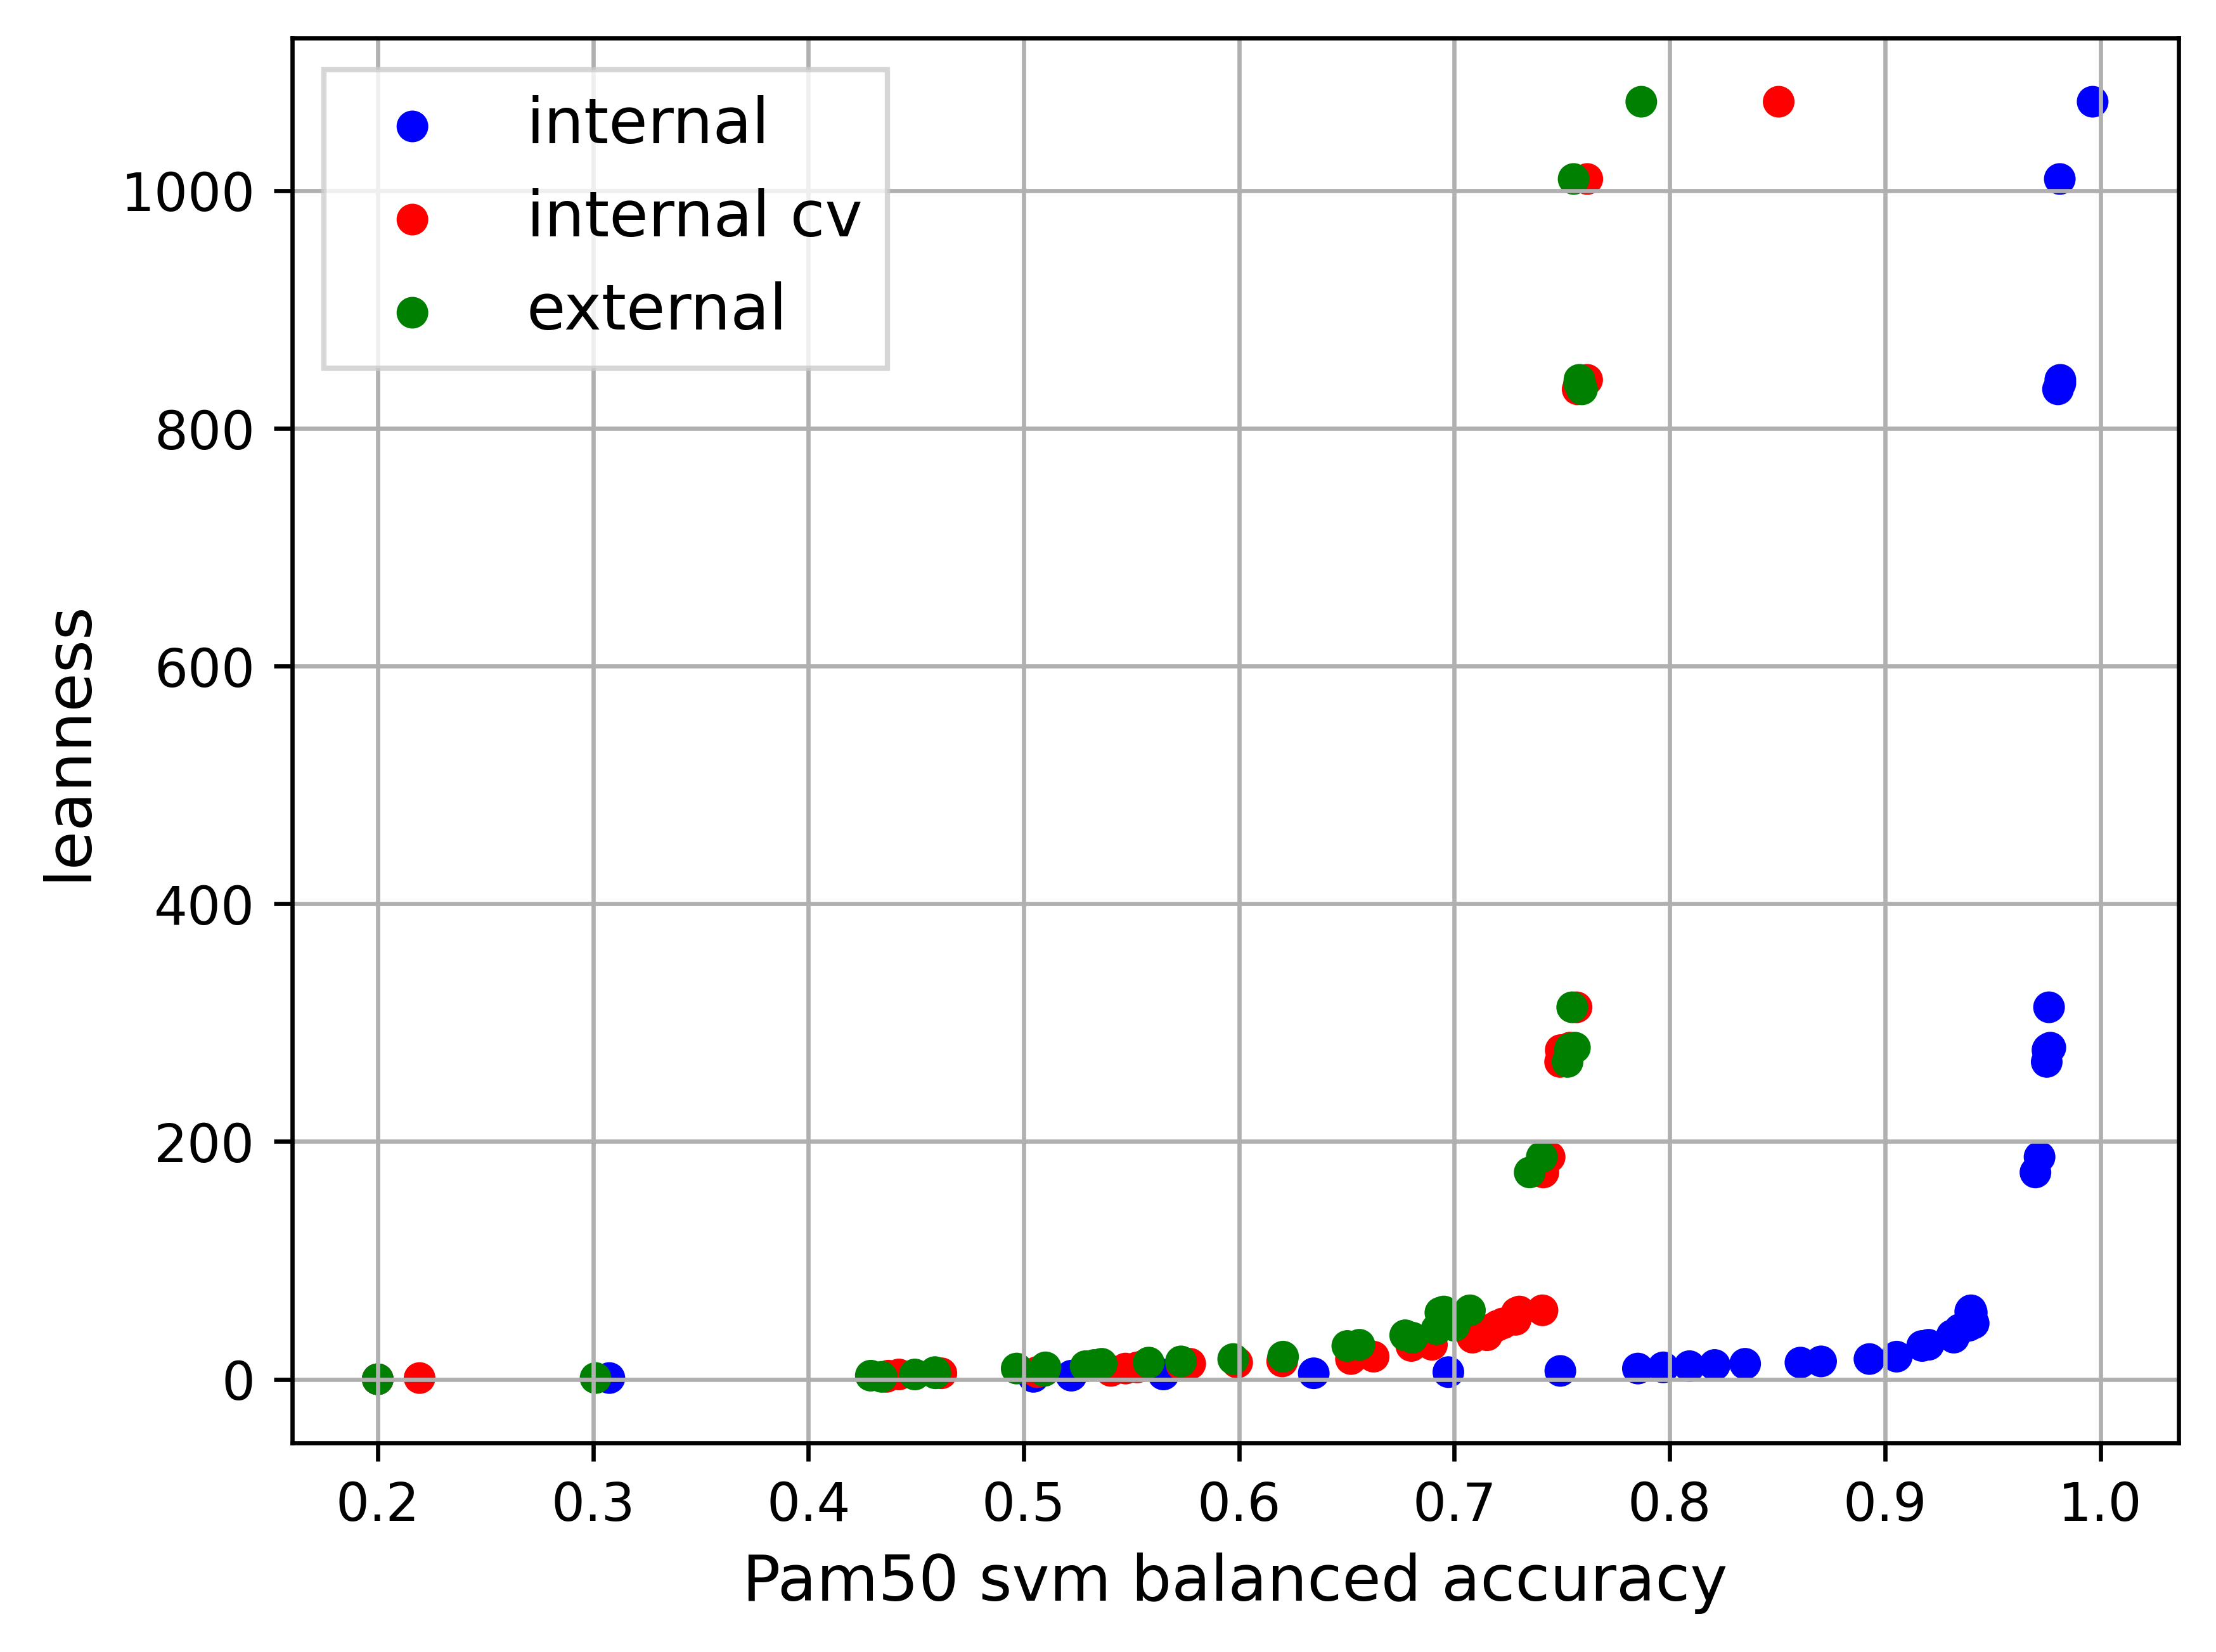 internal
internal cv
external
1000
800
600
400
200
0
leanness
0.2 0.3 0.4 0.5 0.6 0.7 0.8 0.9 1.0
Pam50 svm balanced accuracy